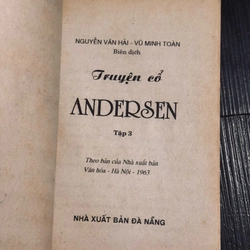 NGUYỄN VĂN HẢI - VŨ MINH TOÀN
Biên dịch
Truyện cổ
ANDERSEN
Tập 3
Theo bản của Nhà xuất bản
Văn hóa - Hà Nội - 1963
NHÀ XUẤT BẢN ĐÀ NẴNG